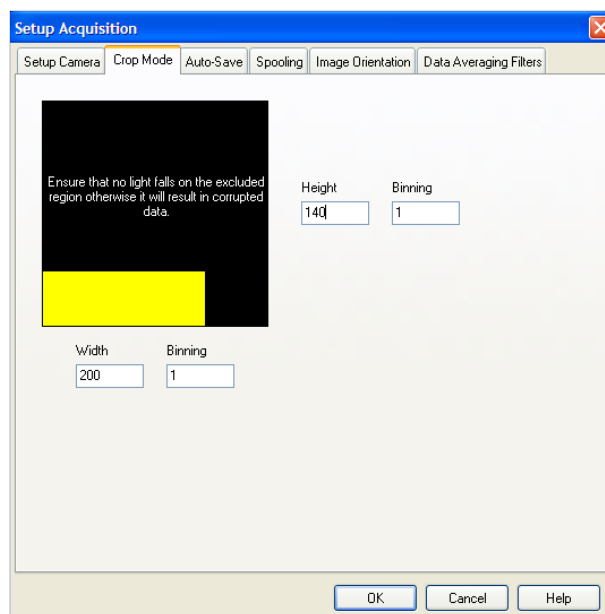 Setup Acquisition
Setup Camera Crop Mode Auto-Save Spooling Image Orientation Data Averaging Filters
Ensure that no light falls on the excluded
region otherwise it will result in corrupted
data.
Height Binning
140 1
Width Binning
200 1
OK Cancel Help